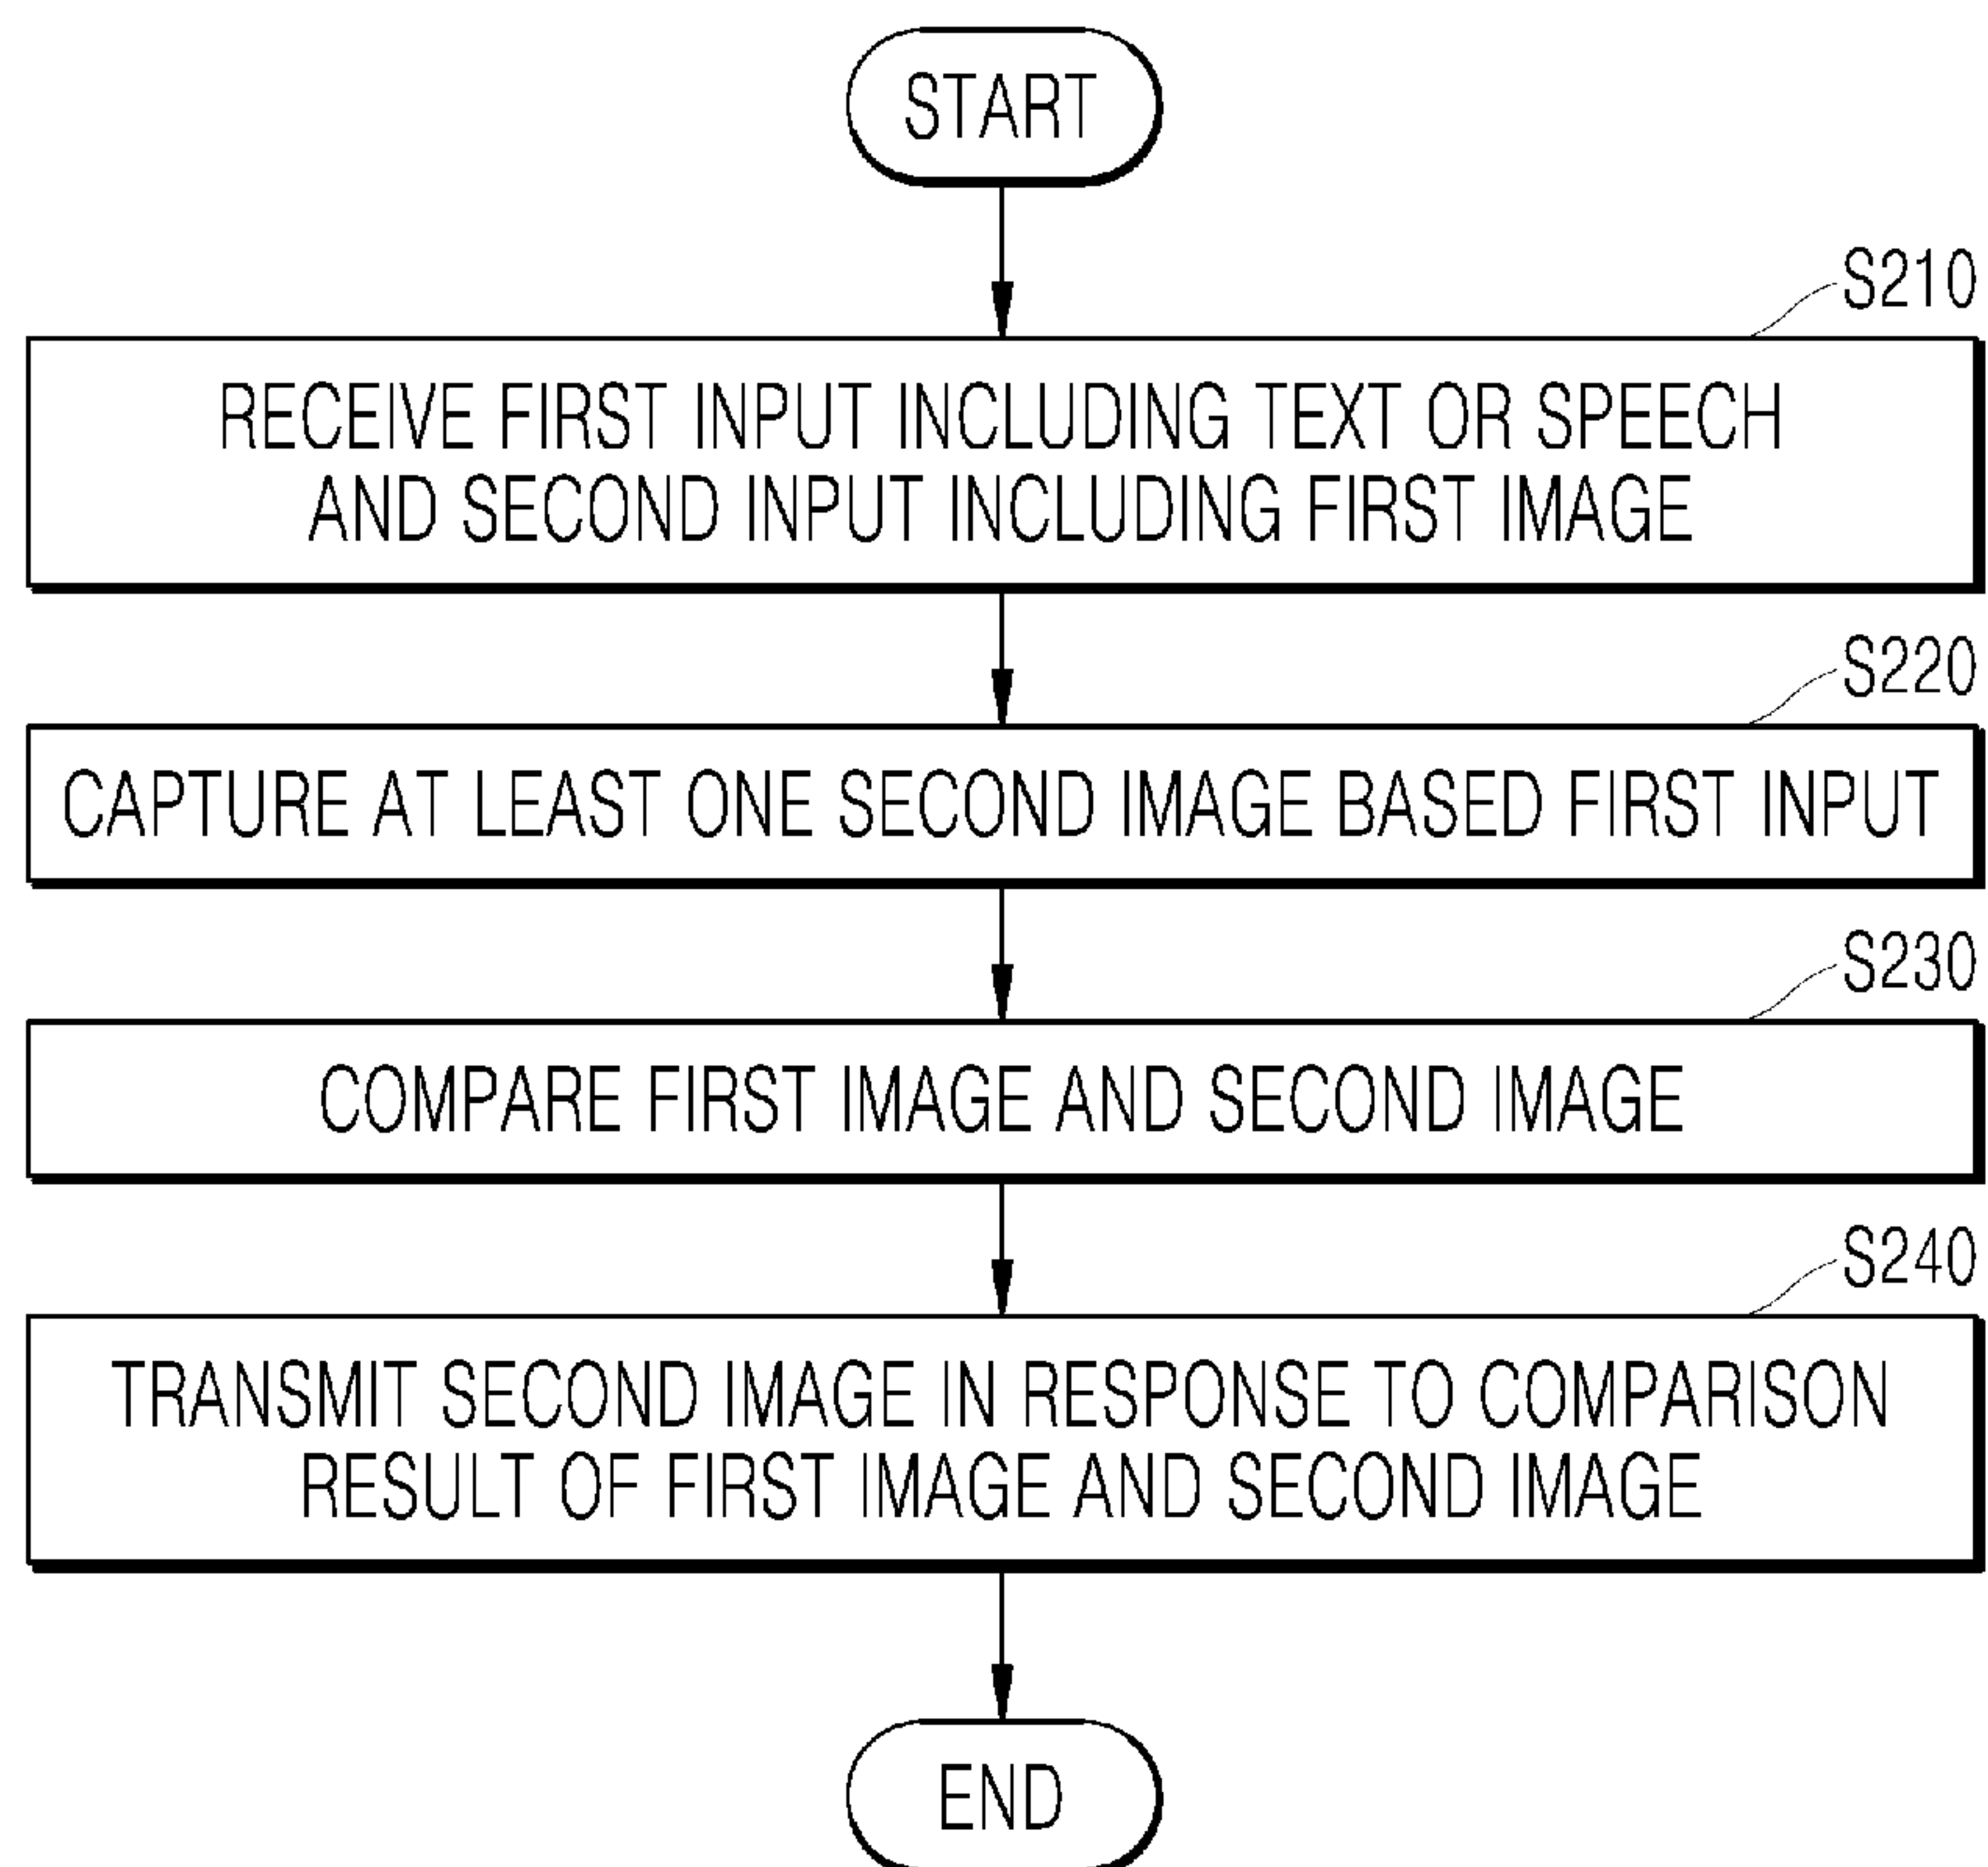 START
S210
RECEIVE FIRST INPUT INCLUDING TEXT OR SPEECH
AND SECOND INPUT INCLUDING FIRST IMAGE
S220
CAPTURE AT LEAST ONE SECOND IMAGE BASED FIRST INPUT
S230
COMPARE FIRST IMAGE AND SECOND IMAGE
S240
TRANSMIT SECOND IMAGE IN RESPONSE TO COMPARISON
RESULT OF FIRST IMAGE AND SECOND IMAGE
END